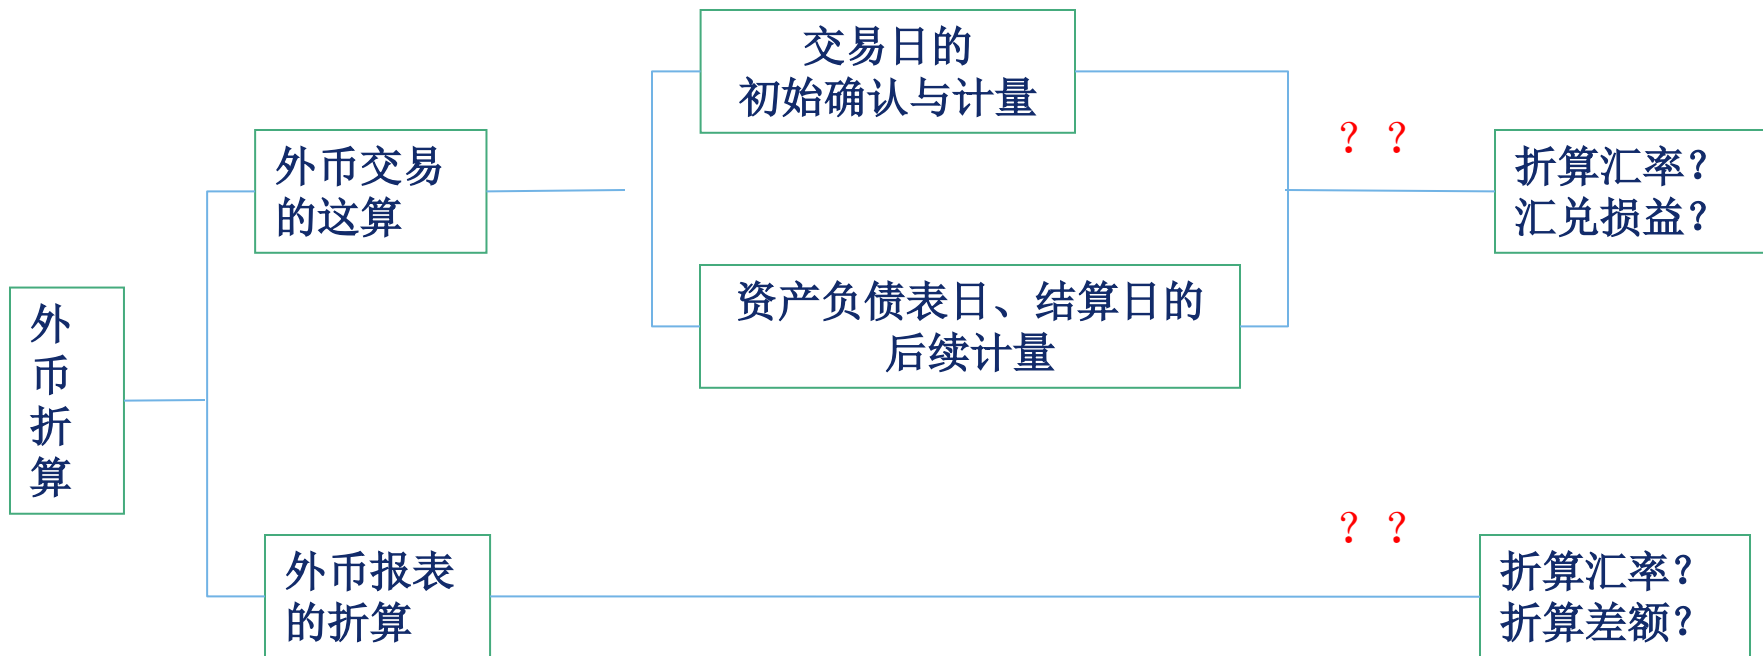 外
币
折
算
外币交易
的这算
交易日的
初始确认与计量
资产负债表日、结算日的
后续计量
？？
折算汇率？
汇兑损益？
外币报表
的折算
？？
折算汇率？
折算差额？